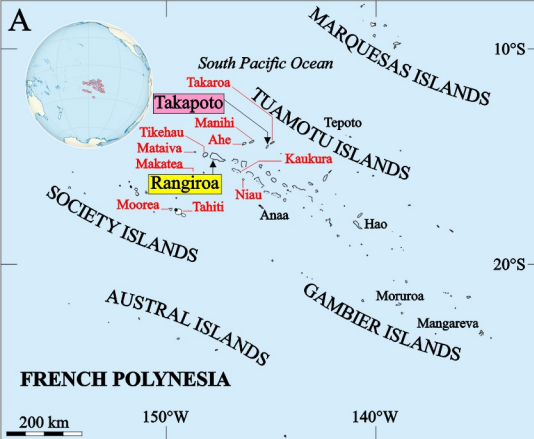 A
MARQUESAS ISLANDS
10°S
South Pacific Ocean
Takaroa
Takapoto
TUAMOTU ISLANDS
Manihi
Tepoto
Tikehau
Ahe
Mataiva
Kaukura
Makatea
Rangiroa
Niau
Moorea
Tahiti
Anaa
Hao
SOCIETY ISLANDS
20°S
GAMBIER ISLANDS
Moruroa
AUSTRAL ISLANDS
Mangareva
FRENCH POLYNESIA
200 km
150°W
140°W